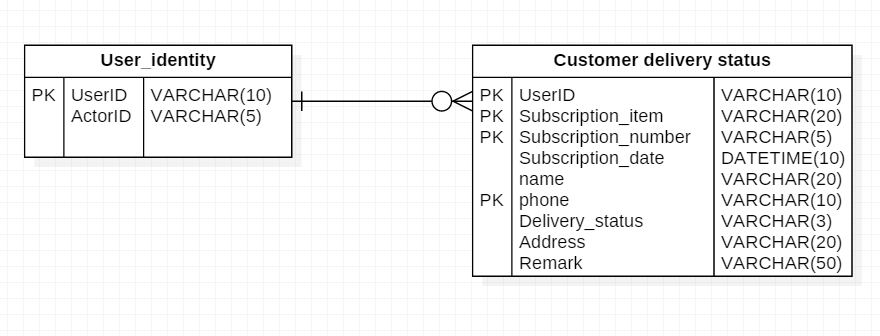 User_identity
PK UserID VARCHAR(10)
ActorID VARCHAR(5)
Customer delivery status
PK UserID VARCHAR(10)
PK Subscription_item VARCHAR(20)
PK Subscription_number VARCHAR(5)
Subscription_date DATETIME(10)
name VARCHAR(20)
PK phone VARCHAR(10)
Delivery_status VARCHAR(3)
Address VARCHAR(20)
Remark VARCHAR(50)